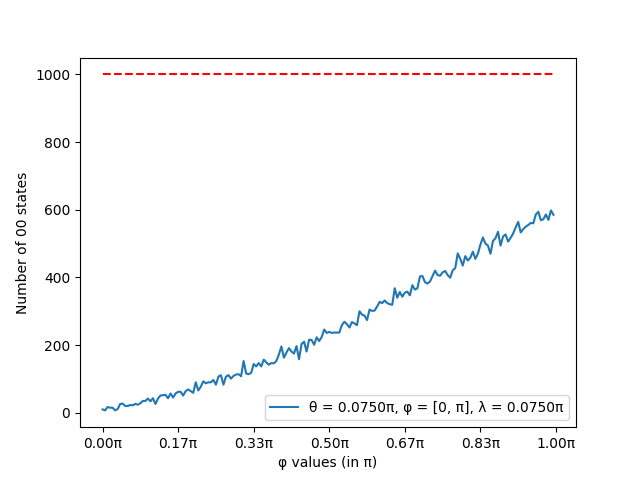 1000
800
600
400
200
0
Number of 00 states
θ = 0.0750π, φ = [0, π], λ = 0.0750π
0.00π 0.17π 0.33π 0.50π 0.67π 0.83π 1.00π
φ values (in π)